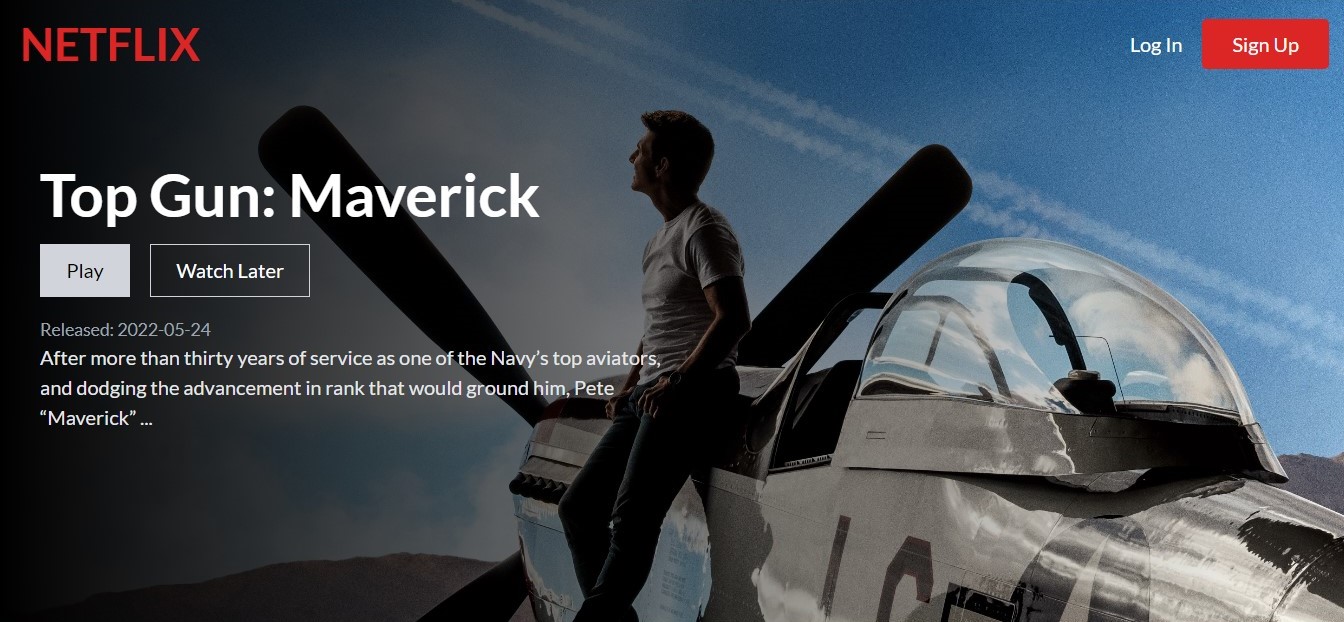 NETFLIX
Log In
Sign Up
Top Gun: Maverick
Play
Watch Later
Released: 2022-05-24
After more than thirty years of service as one of the Navy’s top aviators,
and dodging the advancement in rank that would ground him, Pete
“Maverick” ...